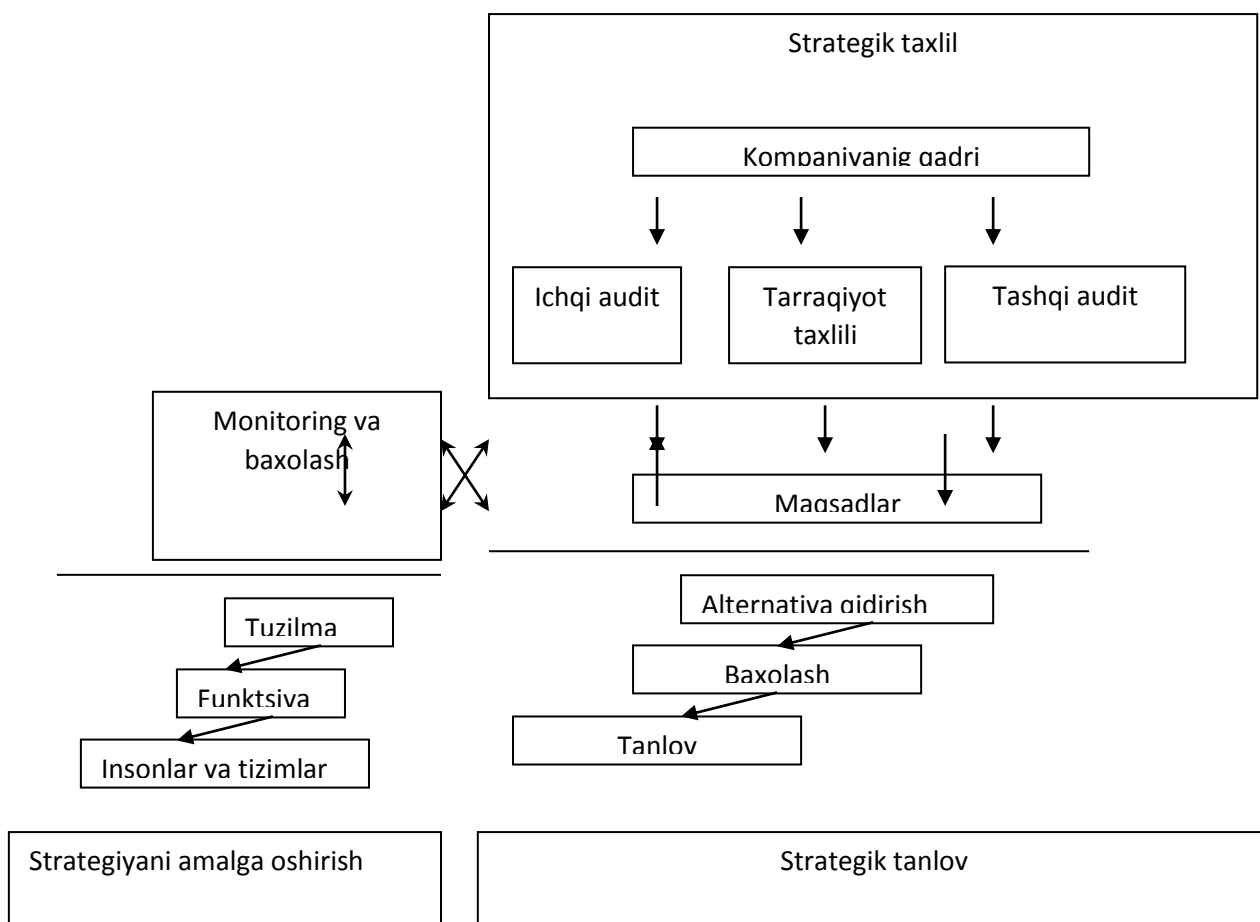 Strategik taxlil
Kompaniyanig qadri
Ichqi audit
Tarraqiyot
taxlili
Tashqi audit
Monitoring va
baxolash
Maqsadlar
Alternativa qidirish
Tuzilma
Baxolash
Funktsiya
Tanlov
Insonlar va tizimlar
Strategiyani amalga oshirish
Strategik tanlov